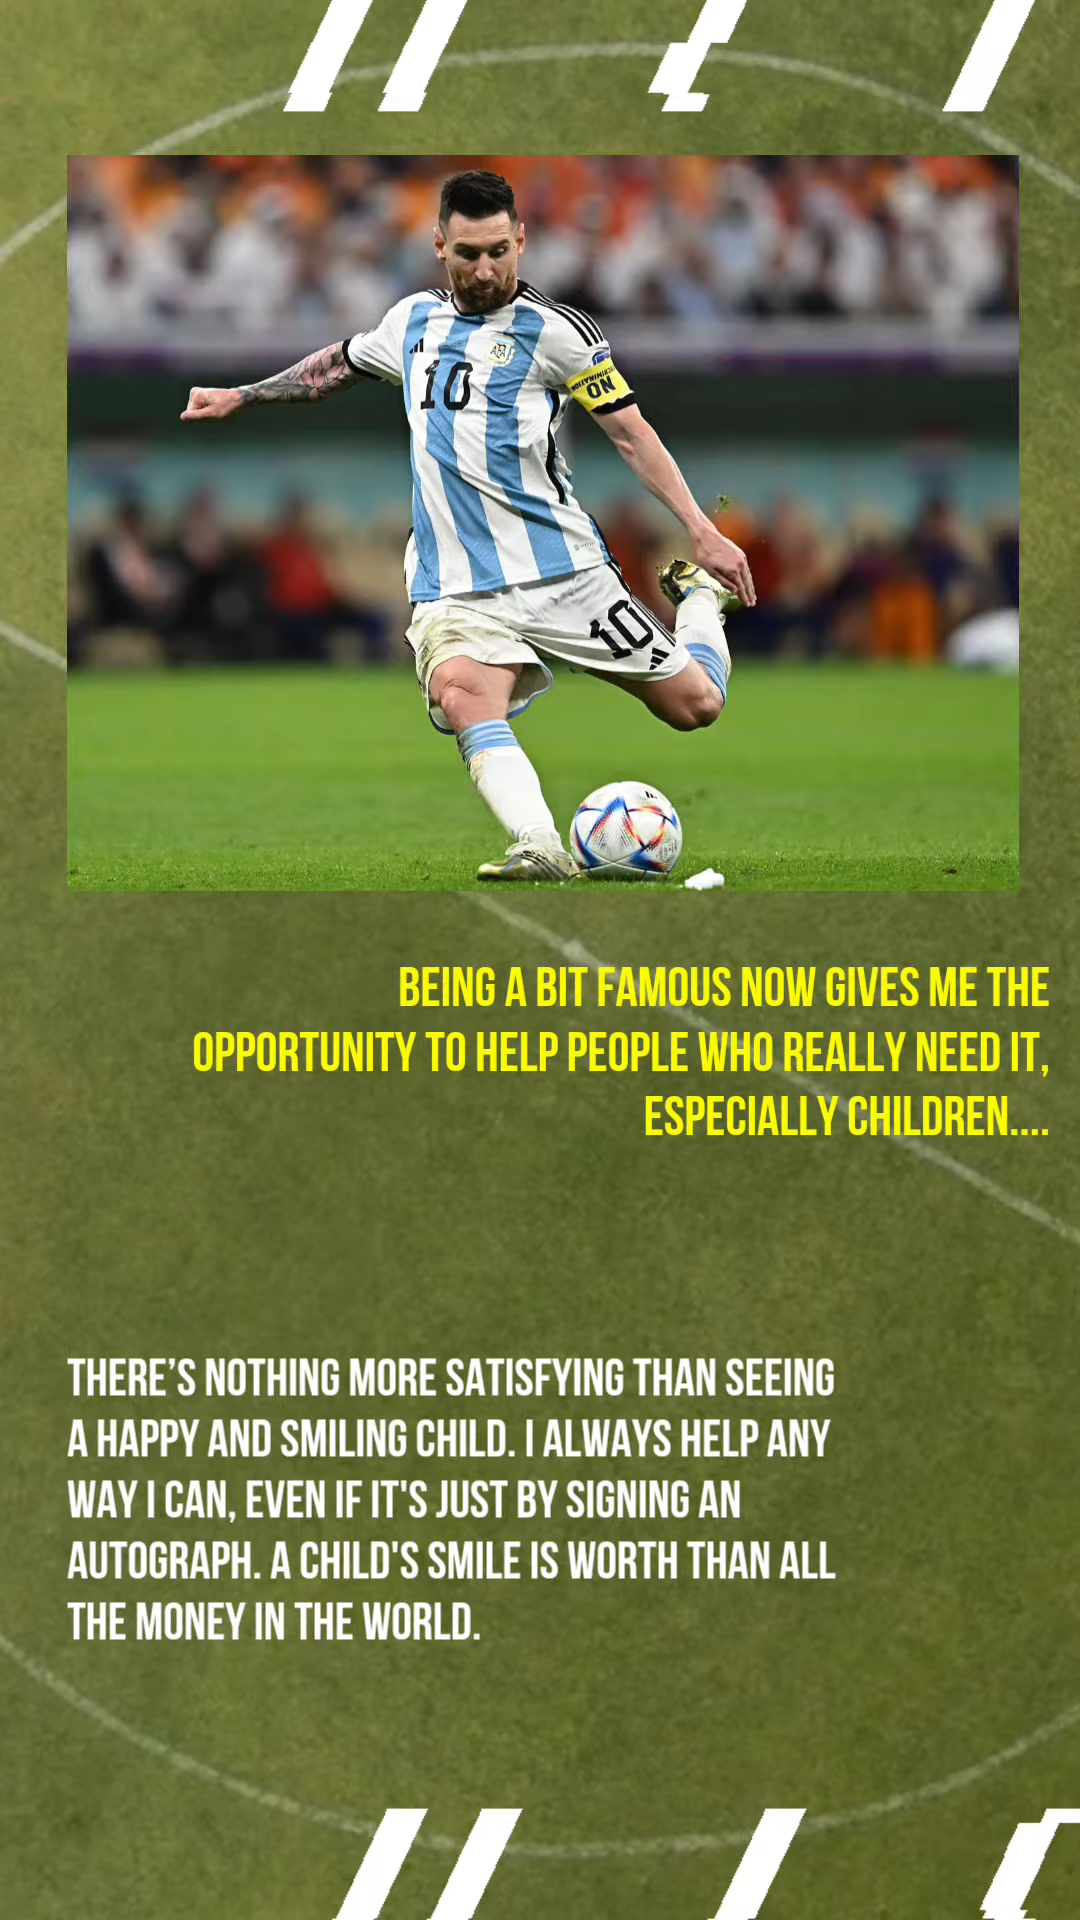 10
NO
10
BEING A BIT FAMOUS NOW GIVES ME THE
OPPORTUNITY TO HELP PEOPLE WHO REALLY NEED IT,
ESPECIALLY CHILDREN....
THERE’S NOTHING MORE SATISFYING THAN SEEING
A HAPPY AND SMILING CHILD. I ALWAYS HELP ANY
WAY I CAN, EVEN IF IT'S JUST BY SIGNING AN
AUTOGRAPH. A CHILD'S SMILE IS WORTH THAN ALL
THE MONEY IN THE WORLD.